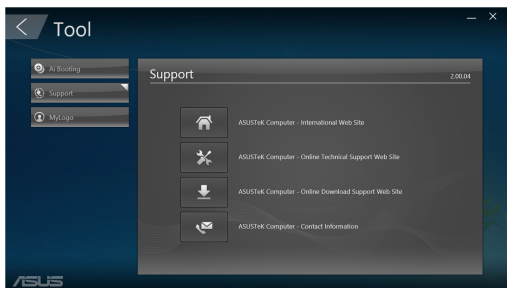 Tool
Ai Booting
Support
MyLogo
Support
2.00.04
ASUSTeK Computer - International Web Site
ASUSTeK Computer - Online Technical Support Web Site
ASUSTeK Computer - Online Download Support Web Site
ASUSTeK Computer - Contact Information
ASUS